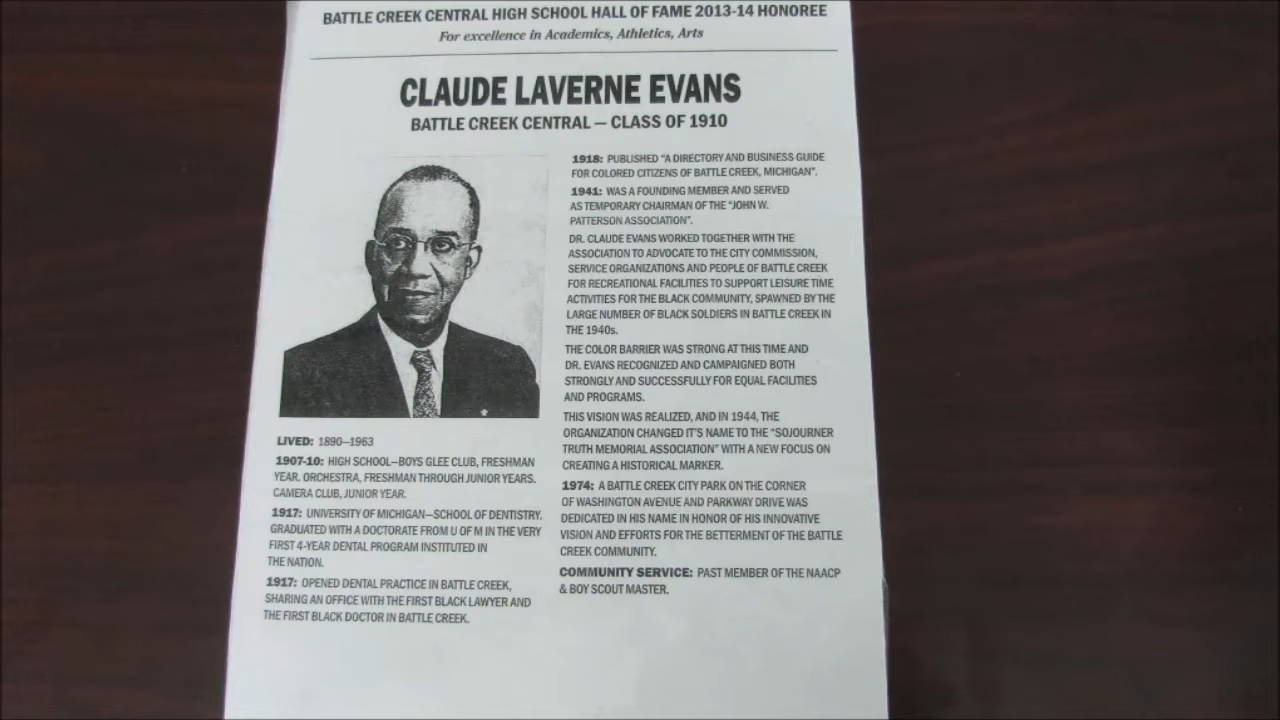 BATTLE CREEK CENTRAL HIGH SCHOOL HALL OF FAME 2013-14 HONOREE
For excellence in Academics, Athletics, Arts
CLAUDE LAVERNE EVANS
BATTLE CREEK CENTRAL — CLASS OF 1910
LIVED: 1890–1963
1907-10: HIGH SCHOOL—BOYS GLEE CLUB, FRESHMAN
YEAR. ORCHESTRA, FRESHMAN THROUGH JUNIOR YEARS.
CAMERA CLUB, JUNIOR YEAR.
1917: UNIVERSITY OF MICHIGAN—SCHOOL OF DENTISTRY.
GRADUATED WITH A DOCTORATE FROM U OF M IN THE VERY
FIRST 4-YEAR DENTAL PROGRAM INSTITUTED IN
THE NATION.
1917: OPENED DENTAL PRACTICE IN BATTLE CREEK,
SHARING AN OFFICE WITH THE FIRST BLACK LAWYER AND
THE FIRST BLACK DOCTOR IN BATTLE CREEK.
1918: PUBLISHED "A DIRECTORY AND BUSINESS GUIDE
FOR COLORED CITIZENS OF BATTLE CREEK, MICHIGAN".
1941: WAS A FOUNDING MEMBER AND SERVED
AS TEMPORARY CHAIRMAN OF THE "JOHN W.
PATTERSON ASSOCIATION".
DR. CLAUDE EVANS WORKED TOGETHER WITH THE
ASSOCIATION TO ADVOCATE TO THE CITY COMMISSION,
SERVICE ORGANIZATIONS AND PEOPLE OF BATTLE CREEK
FOR RECREATIONAL FACILITIES TO SUPPORT LEISURE TIME
ACTIVITIES FOR THE BLACK COMMUNITY, SPAWNED BY THE
LARGE NUMBER OF BLACK SOLDIERS IN BATTLE CREEK IN
THE 1940s.
THE COLOR BARRIER WAS STRONG AT THIS TIME AND
DR. EVANS RECOGNIZED AND CAMPAIGNED BOTH
STRONGLY AND SUCCESSFULLY FOR EQUAL FACILITIES
AND PROGRAMS.
THIS VISION WAS REALIZED, AND IN 1944, THE
ORGANIZATION CHANGED IT'S NAME TO THE "SOJOURNER
TRUTH MEMORIAL ASSOCIATION" WITH A NEW FOCUS ON
CREATING A HISTORICAL MARKER.
1974: A BATTLE CREEK CITY PARK ON THE CORNER
OF WASHINGTON AVENUE AND PARKWAY DRIVE WAS
DEDICATED IN HIS NAME IN HONOR OF HIS INNOVATIVE
VISION AND EFFORTS FOR THE BETTERMENT OF THE BATTLE
CREEK COMMUNITY.
COMMUNITY SERVICE: PAST MEMBER OF THE NAACP
& BOY SCOUT MASTER.